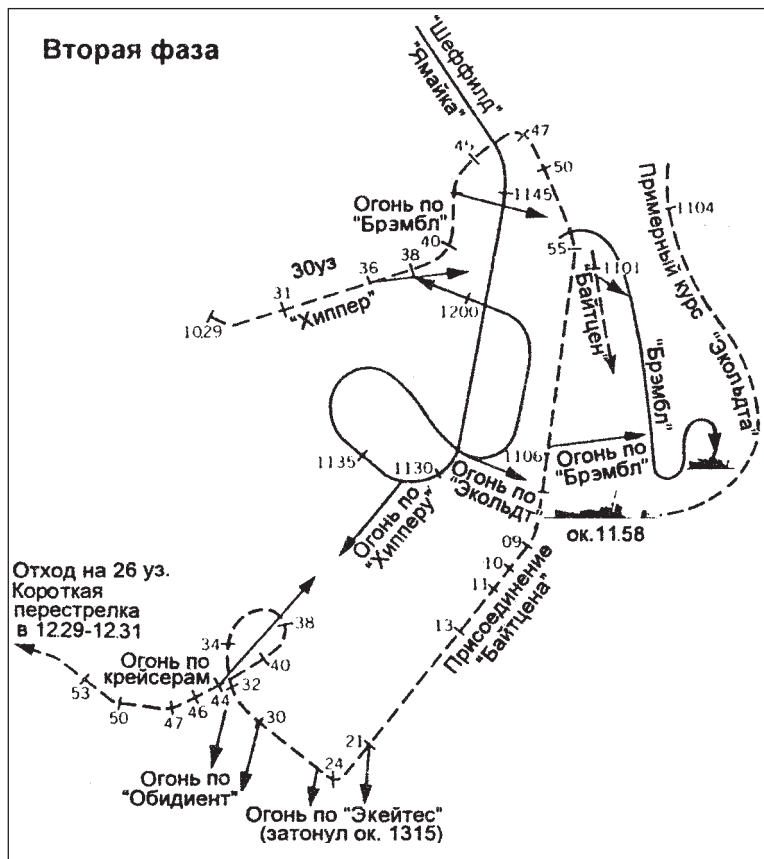 Вторая фаза
"Шеффилд"
"Ямайка"
47
45
50
1145
Огонь по
"Брэмбл"
40
38
36
30уз
31
1029
"Хиппер"
1200
55
1101
"Байтцен"
"Брэмбл"
1104
Примерный курс
"Экольдта"
1135
1130
1106
Огонь по
"Экольдт"
Огонь по
"Брэмбл"
Огонь по
"Хипперу"
ок. 11.58
09
10
11
13
Присоединение
"Байтцена"
Отход на 26 уз.
Короткая
перестрелка
в 12.29-12.31
38
34
40
Огонь по
крейсерам
53
50
47
46
44
32
30
21
24
Огонь по
"Обидиент"
Огонь по "Экейтес"
(затонул ок. 1315)